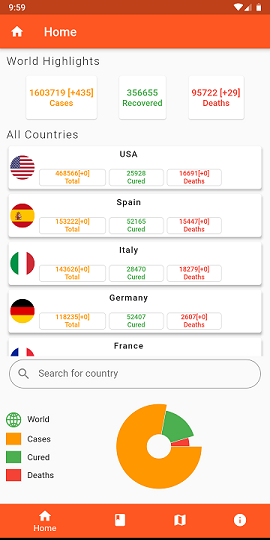 9:59
Home
World Highlights
1603719 [+435]
Cases
356655
Recovered
95722 [+29]
Deaths
All Countries
USA
468566[+0]
Total
25928
Cured
16691[+0]
Deaths
Spain
153222[+0]
Total
52165
Cured
15447[+0]
Deaths
Italy
143626[+0]
Total
28470
Cured
18279[+0]
Deaths
Germany
118235[+0]
Total
52407
Cured
2607[+0]
Deaths
France
Search for country
World
Cases
Cured
Deaths
Home